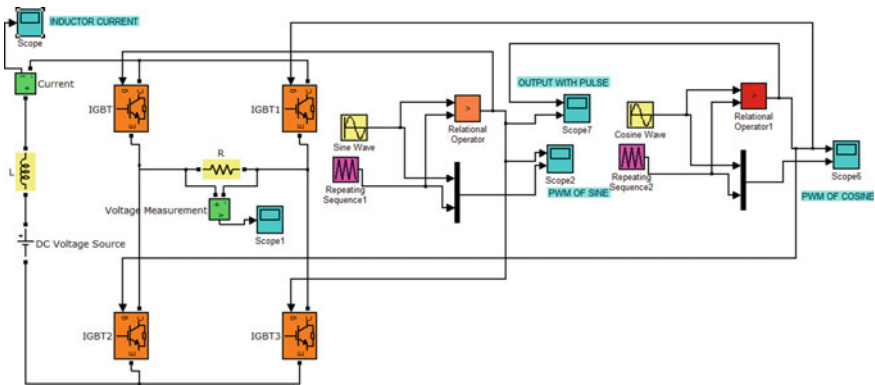 INDUCTOR CURRENT
Scope
Current
IGBT
IGBT1
g
C
E
g
C
E
OUTPUT WITH PULSE
Scope7
Sine Wave
Relational
Operator
Cosine Wave
Relational
Operator1
R
L
Repeating
Sequence1
Scope2
PWM OF SINE
Repeating
Sequence2
Scope6
PWM OF COSINE
Voltage Measurement
Scope1
DC Voltage Source
IGBT2
IGBT3
g
C
E
g
C
E